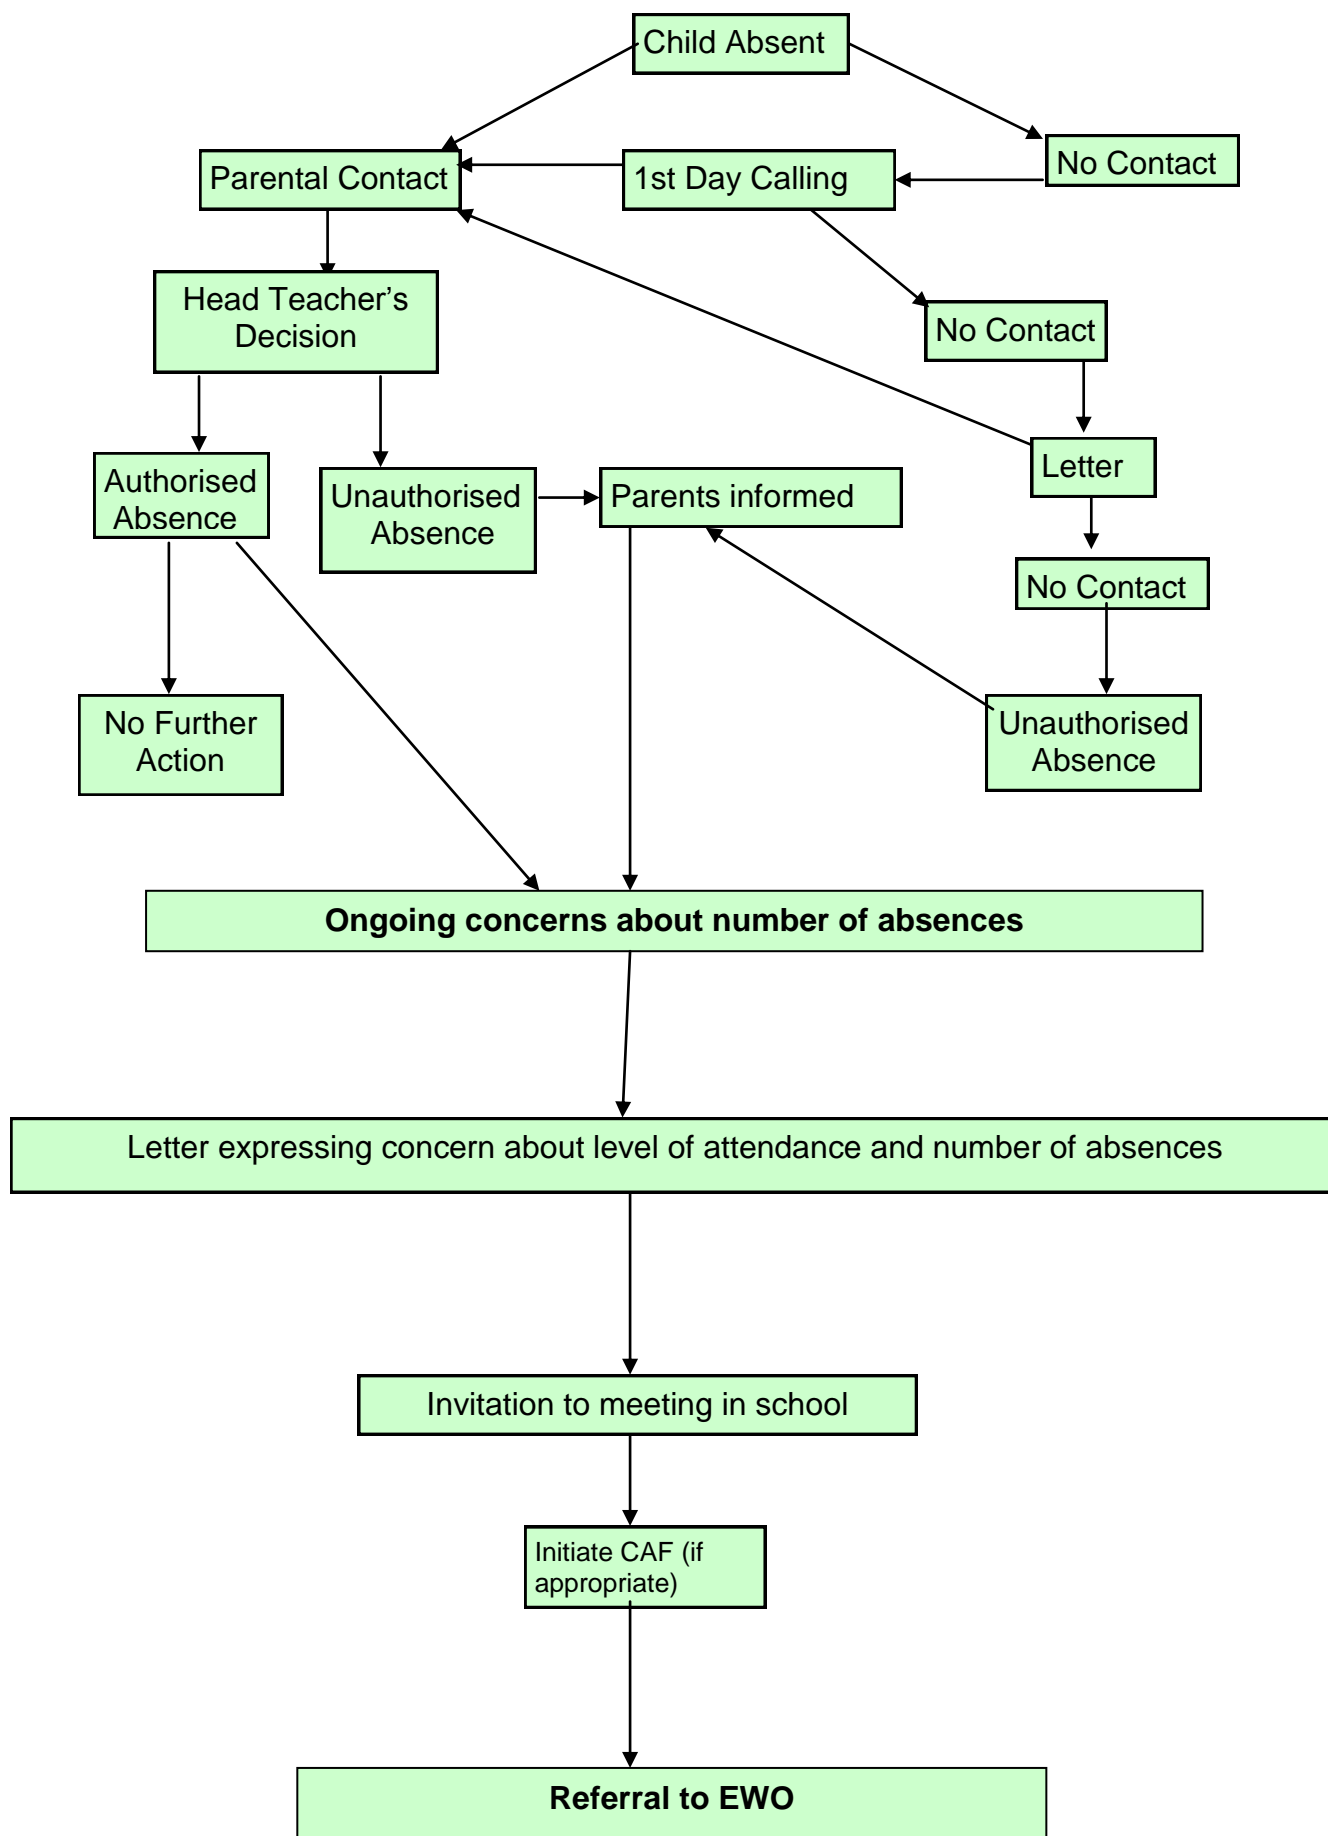 Child Absent
No Contact
Parental Contact
1st Day Calling
Head Teacher's
Decision
No Contact
Letter
Authorised
Absence
Unauthorised
Absence
Parents informed
No Contact
No Further
Action
Unauthorised
Absence
Ongoing concerns about number of absences
Letter expressing concern about level of attendance and number of absences
Invitation to meeting in school
Initiate CAF (if
appropriate)
Referral to EWO